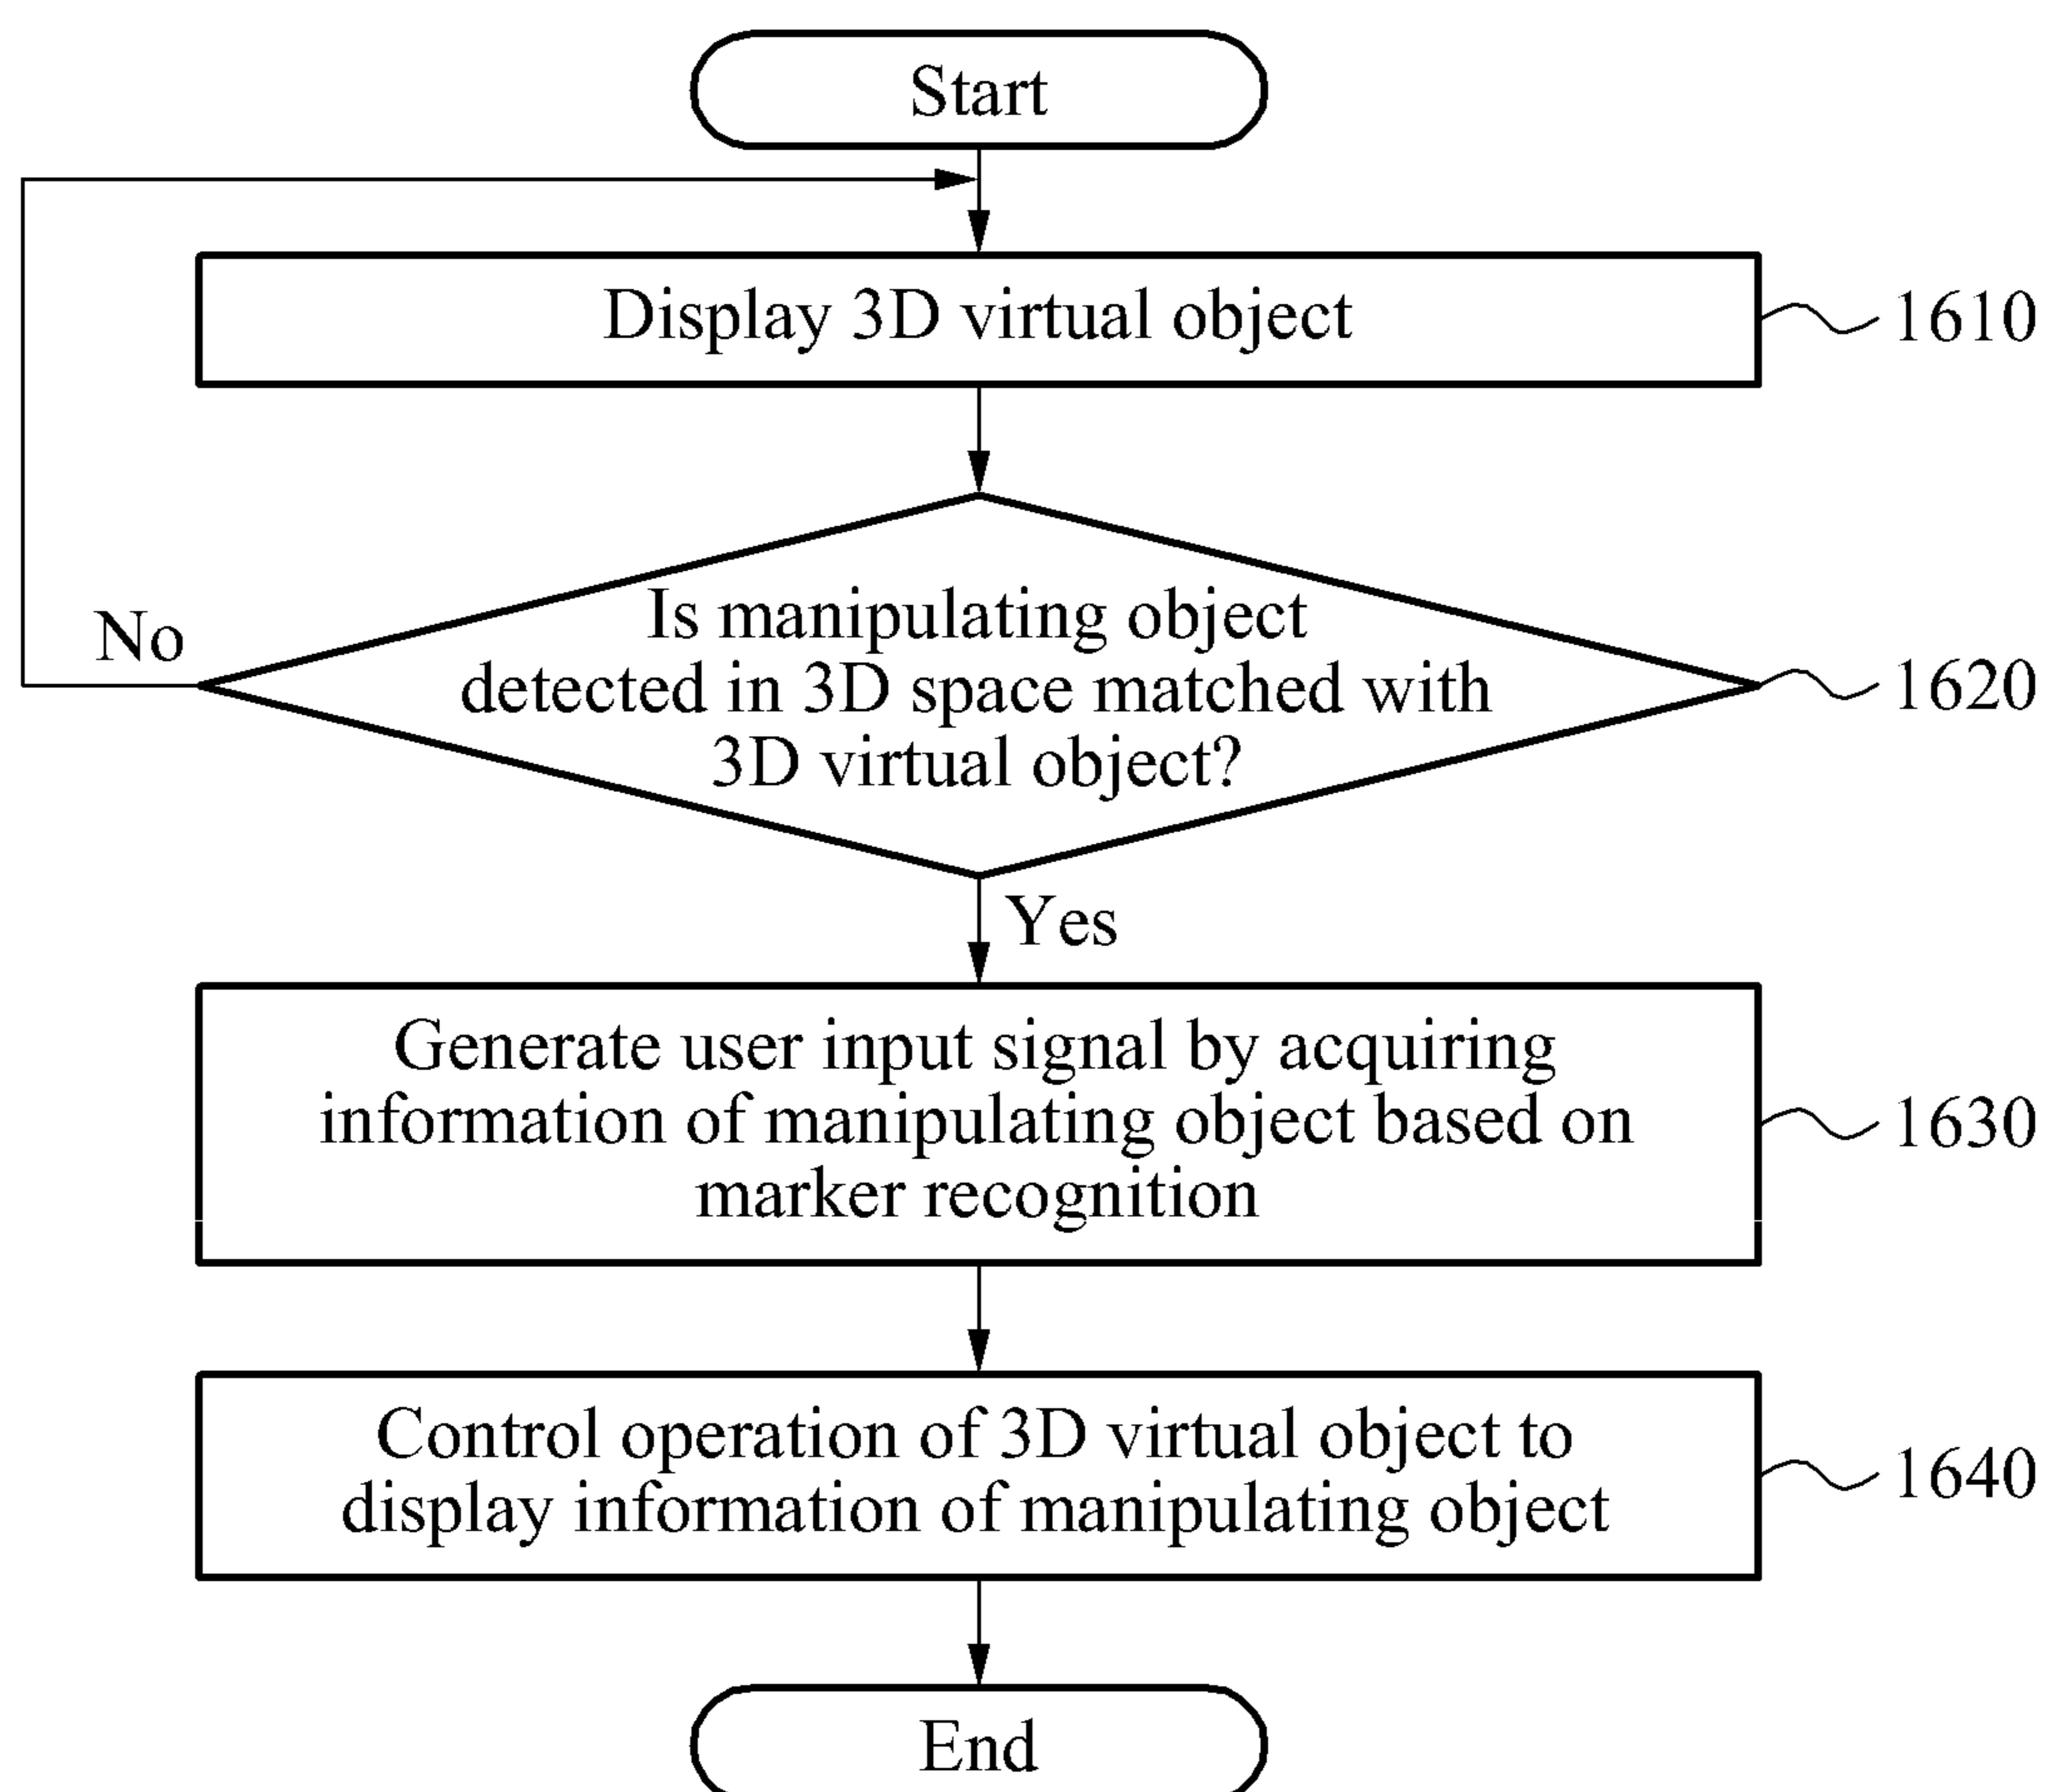 Start
Display 3D virtual object
1610
Is manipulating object
detected in 3D space matched with
3D virtual object?
1620
No
Yes
Generate user input signal by acquiring
information of manipulating object based on
marker recognition
1630
Control operation of 3D virtual object to
display information of manipulating object
1640
End